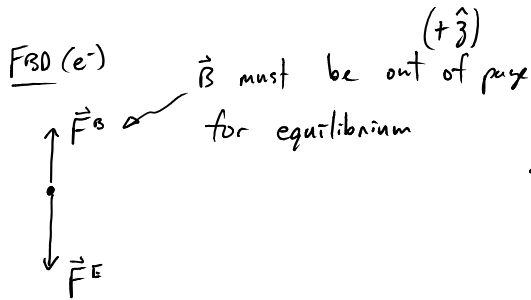 (+ẑ)
FBD (e⁻)
B⃗ must be out of page
for equilibrium
F⃗ᴮ
F⃗ᴱ